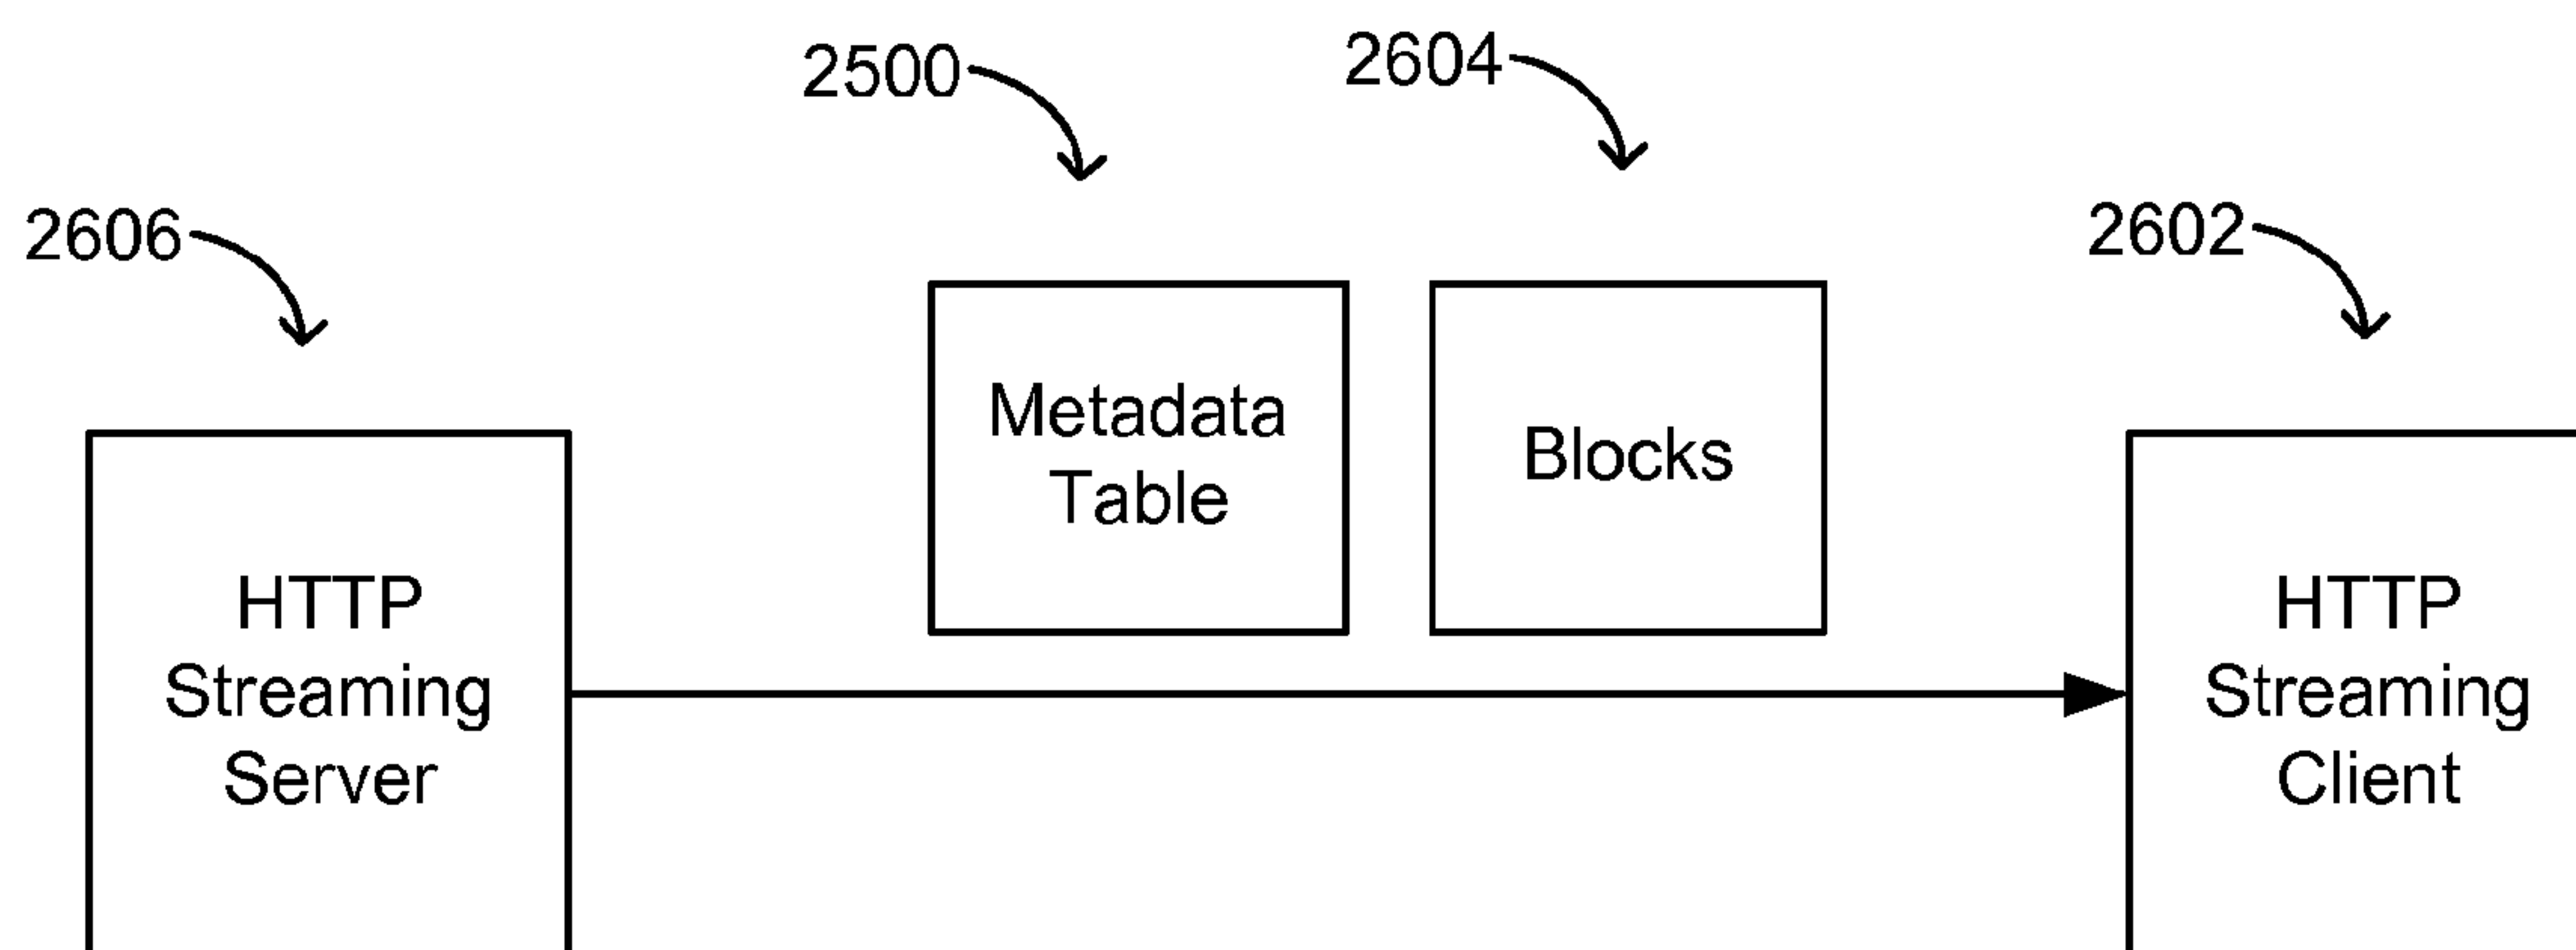 2500
2604
2606
2602
Metadata
Table
Blocks
HTTP
Streaming
Server
HTTP
Streaming
Client